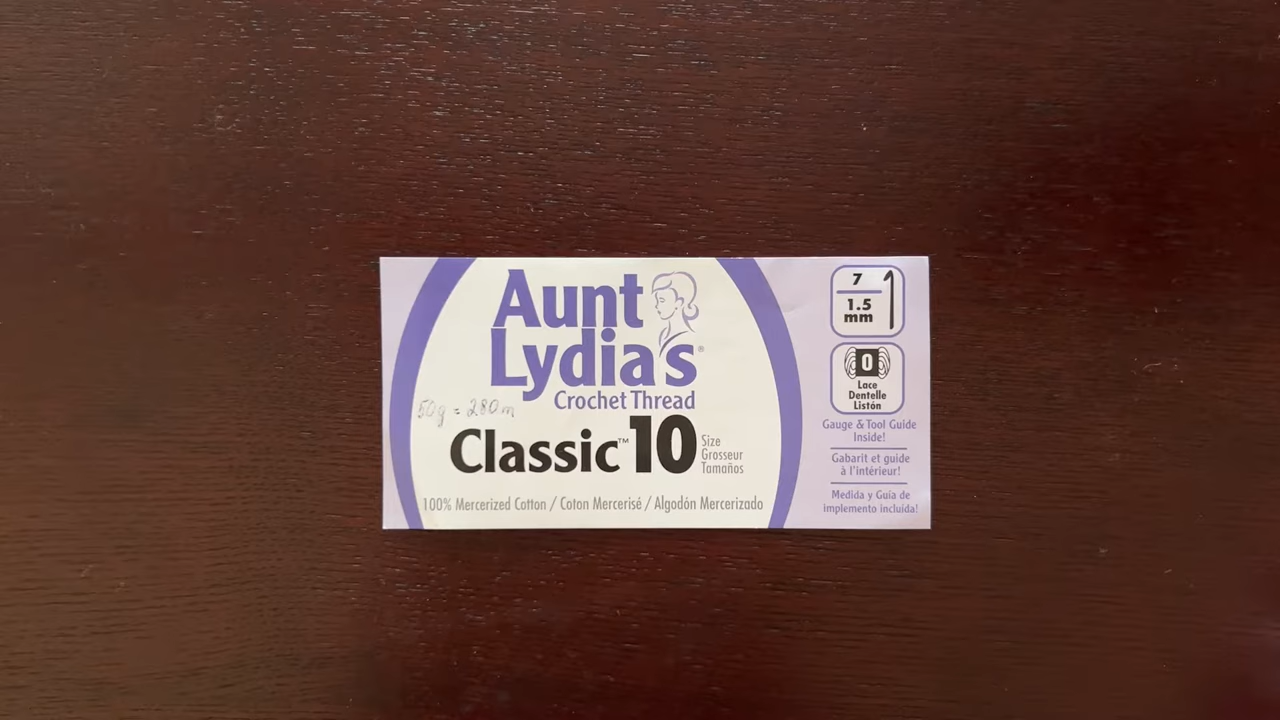 Aunt
Lydia's®
Crochet Thread
50g = 280m
Classic™ 10
Size
Grosseur
Tamaños
100% Mercerized Cotton / Coton Mercerisé / Algodón Mercerizado
7
1.5
mm
0
Lace
Dentelle
Listón
Gauge & Tool Guide
Inside!
Gabarit et guide
à l'intérieur!
Medida y Guía de
implemento incluida!